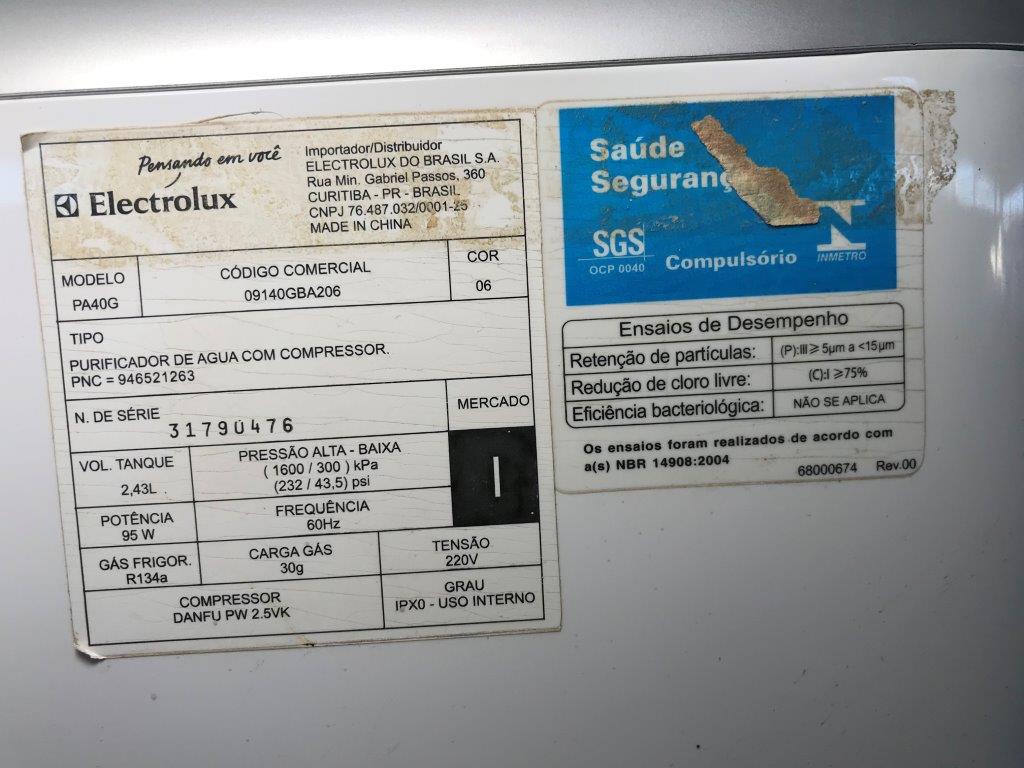 Pensando em você
Electrolux
Importador/Distribuidor
ELECTROLUX DO BRASIL S.A.
Rua Min. Gabriel Passos, 360
CURITIBA - PR - BRASIL
CNPJ 76.487.032/0001-25
MADE IN CHINA
MODELO
PA40G
CÓDIGO COMERCIAL
09140GBA206
COR
06
TIPO
PURIFICADOR DE AGUA COM COMPRESSOR.
PNC = 946521263
N. DE SÉRIE
31790476
MERCADO
I
VOL. TANQUE
2,43L
PRESSÃO ALTA - BAIXA
( 1600 / 300 ) kPa
(232 / 43,5) psi
POTÊNCIA
95 W
FREQUÊNCIA
60Hz
GÁS FRIGOR.
R134a
CARGA GÁS
30g
TENSÃO
220V
COMPRESSOR
DANFU PW 2.5VK
GRAU
IPX0 - USO INTERNO
Saúde
Seguranç
SGS
OCP 0040
Compulsório
INMETRO
Ensaios de Desempenho
Retenção de partículas: (P):III ≥ 5µm a <15µm
Redução de cloro livre: (C):I ≥75%
Eficiência bacteriológica: NÃO SE APLICA
Os ensaios foram realizados de acordo com
a(s) NBR 14908:2004
68000674 Rev.00